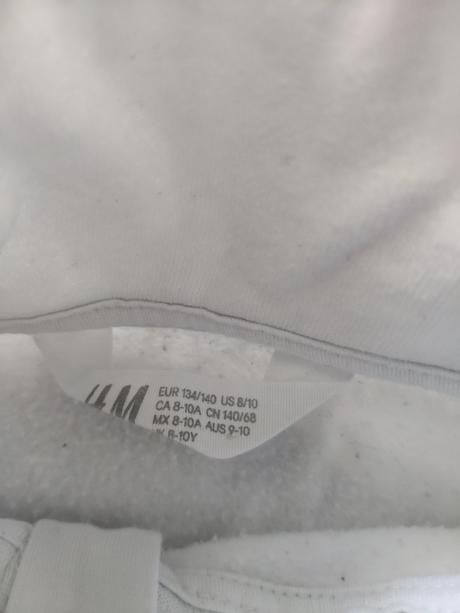 H&M
EUR 134/140 US 8/10
CA 8-10A CN 140/68
MX 8-10A AUS 9-10
8-10Y